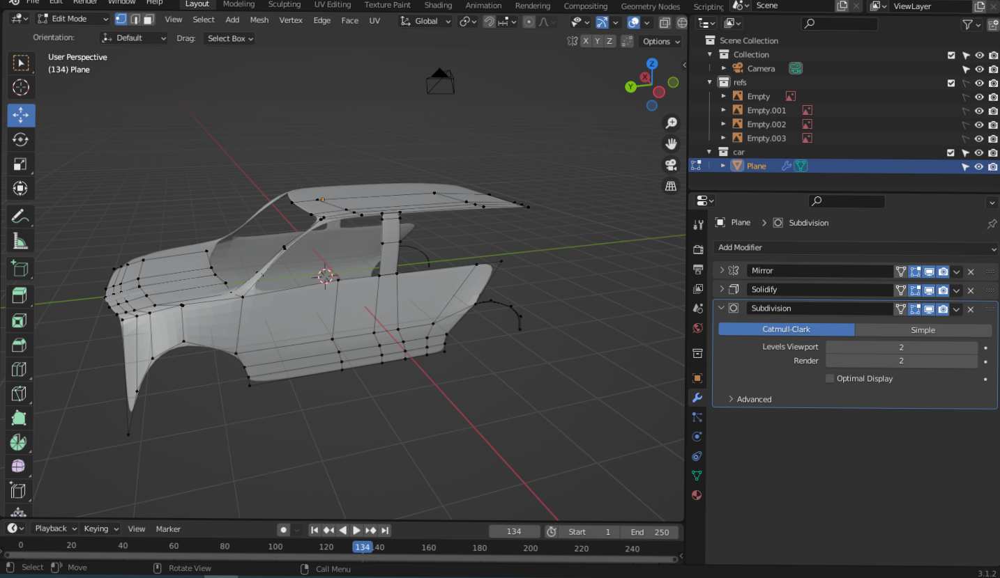 File Edit Render Window Help Layout Modeling Sculpting UV Editing Texture Paint Shading Animation Rendering Compositing Geometry Nodes Scripting Scene ViewLayer
Edit Mode View Select Add Mesh Vertex Edge Face UV Global
Orientation: Default Drag: Select Box X Y Z Options
User Perspective
(134) Plane
Z
X
Y
Scene Collection
Collection
Camera
refs
Empty
Empty.001
Empty.002
Empty.003
car
Plane
Plane Subdivision
Add Modifier
Mirror
Solidify
Subdivision
Catmull-Clark Simple
Levels Viewport 2
Render 2
Optimal Display
Advanced
Playback Keying View Marker 134 Start 1 End 250
0 20 40 60 80 100 120 134 140 160 180 200 220 240
Select Move Rotate View Call Menu
3.1.2